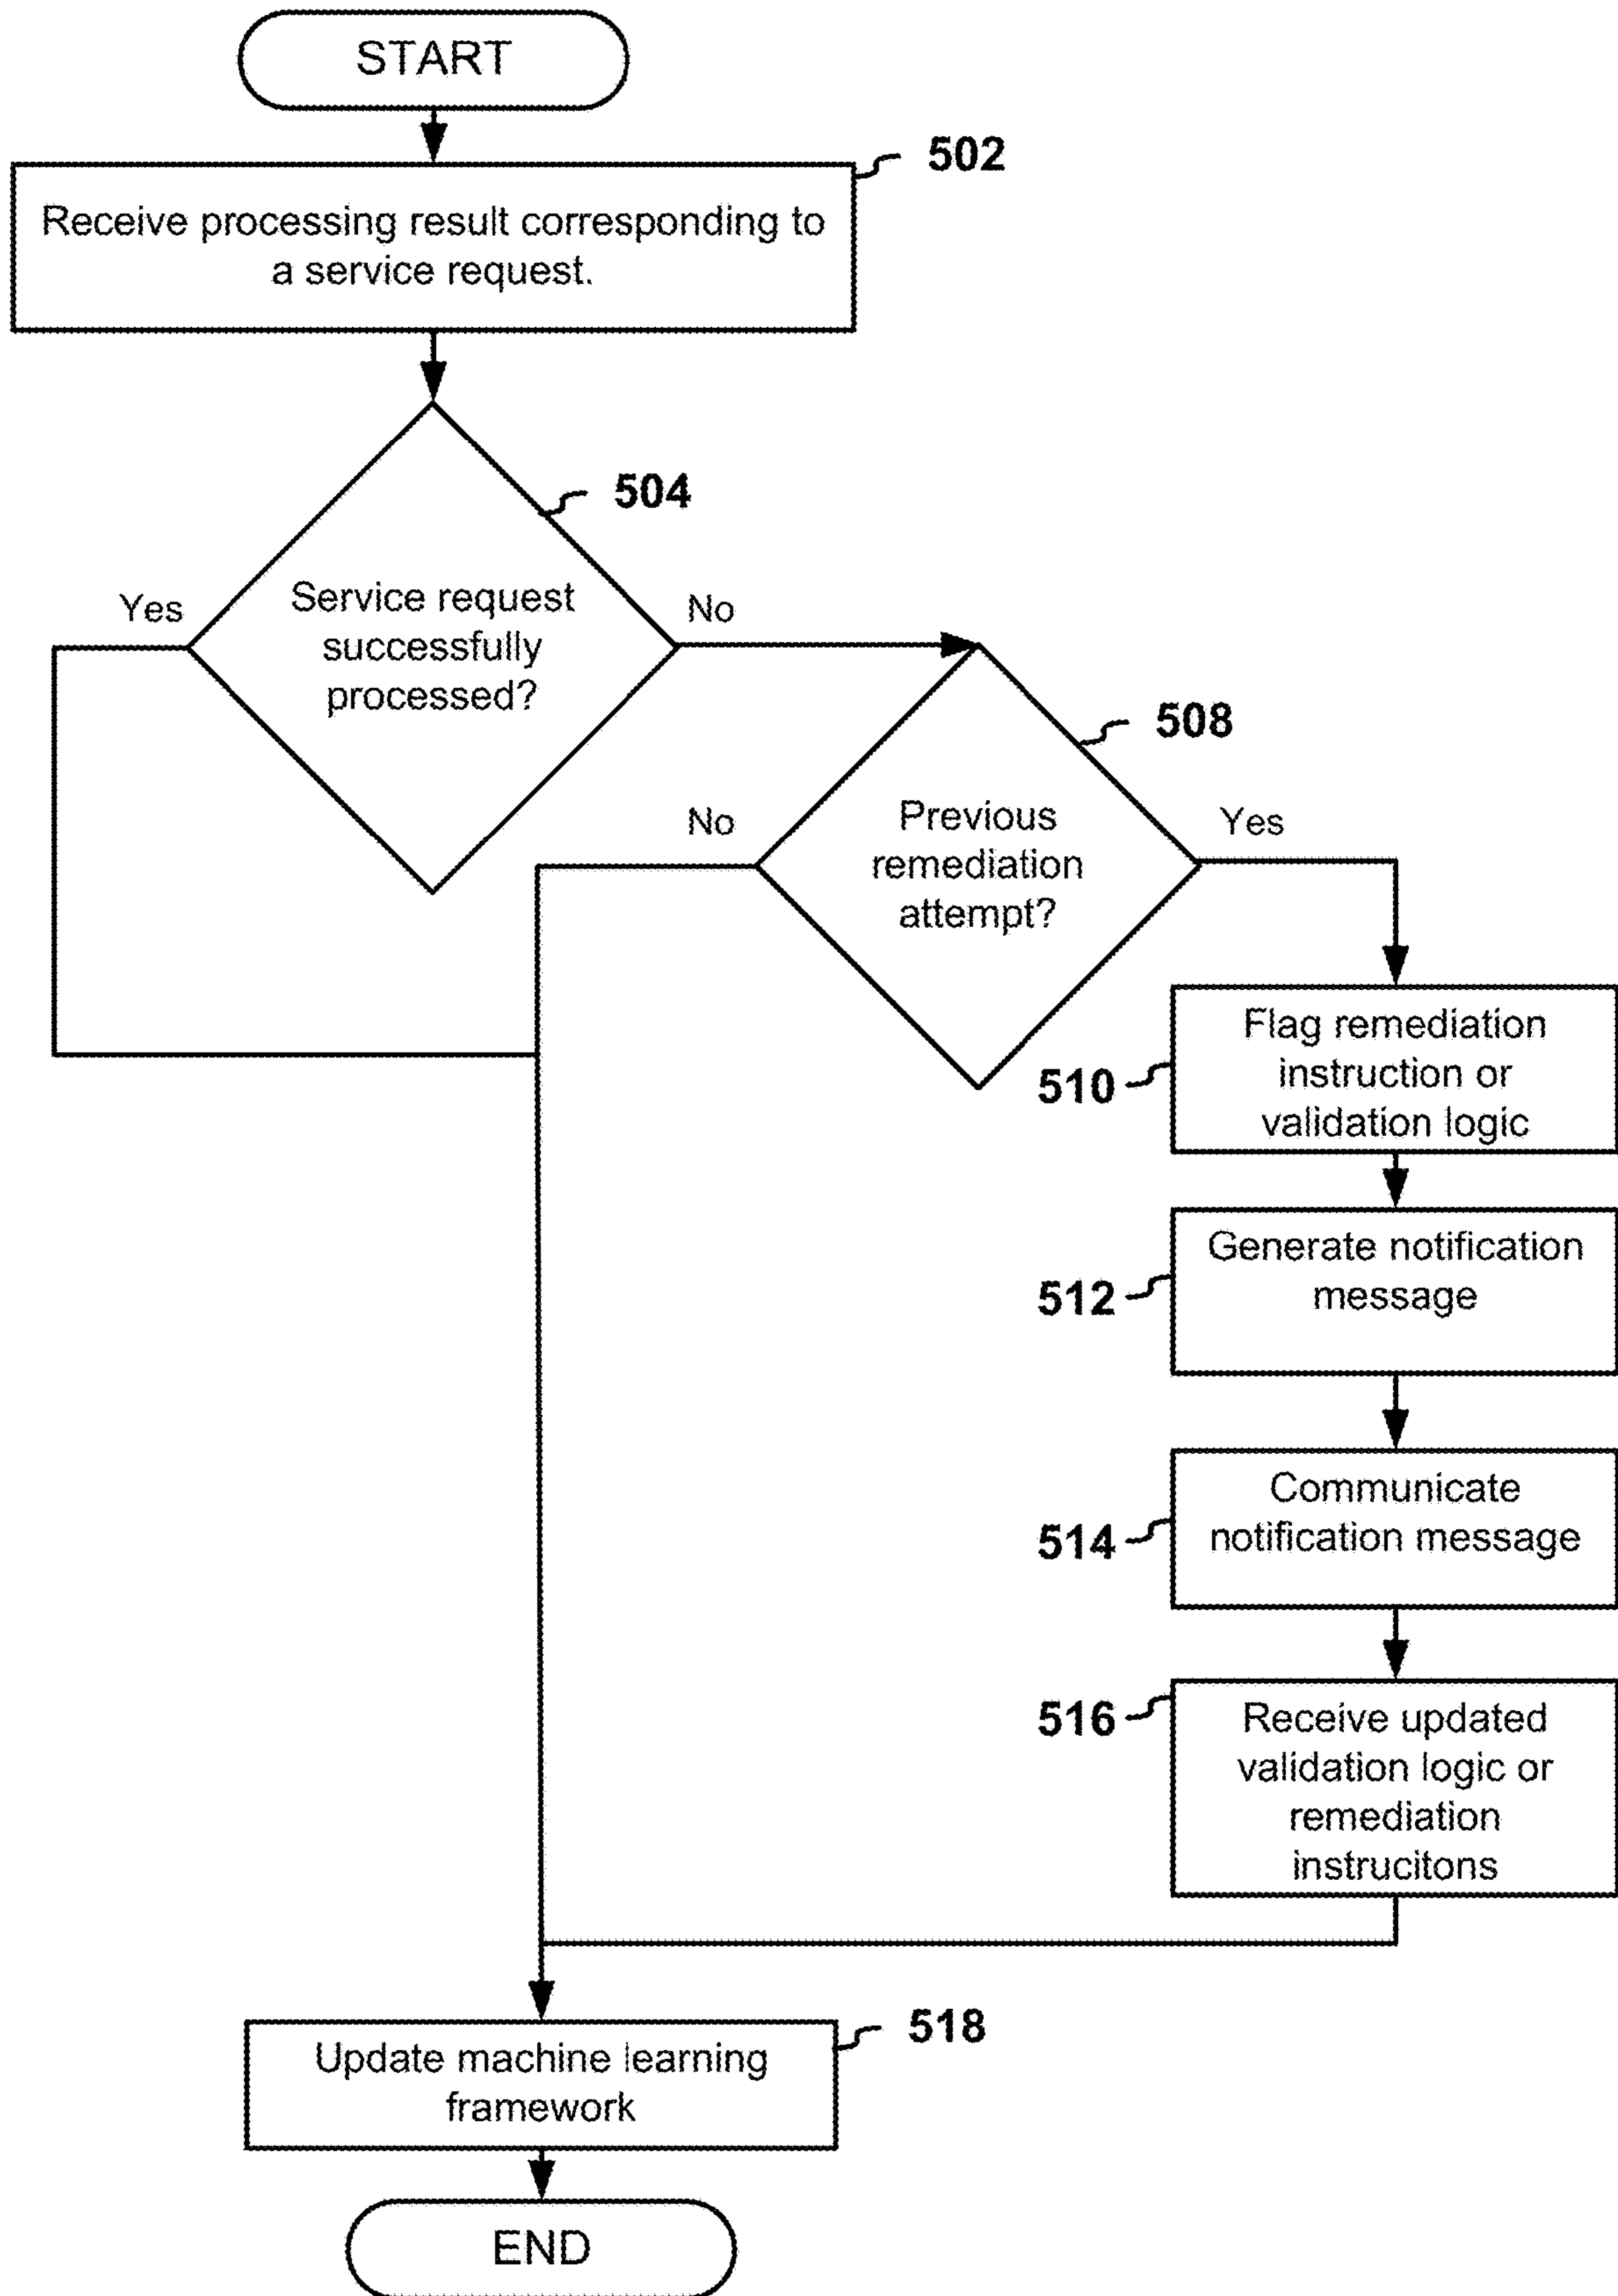 START
502
Receive processing result corresponding to
a service request.
504
Service request
successfully
processed?
Yes
No
508
Previous
remediation
attempt?
No
Yes
510
Flag remediation
instruction or
validation logic
512
Generate notification
message
514
Communicate
notification message
516
Receive updated
validation logic or
remediation
instrucitons
518
Update machine learning
framework
END